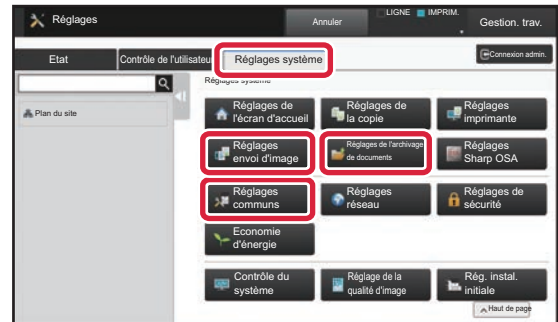 Réglages
Annuler
LIGNE
IMPRIM.
Gestion. trav.
Etat
Contrôle de l'utilisateur
Réglages système
Connexion admin.
Réglages système
Plan du site
Réglages de
l'écran d'accueil
Réglages de
la copie
Réglages
imprimante
Réglages
envoi d'image
Réglages de l'archivage
de documents
Réglages
Sharp OSA
Réglages
communs
Réglages
réseau
Réglages de
sécurité
Economie
d'énergie
Contrôle du
système
Réglage de la
qualité d'image
Rég. instal.
initiale
Haut de page